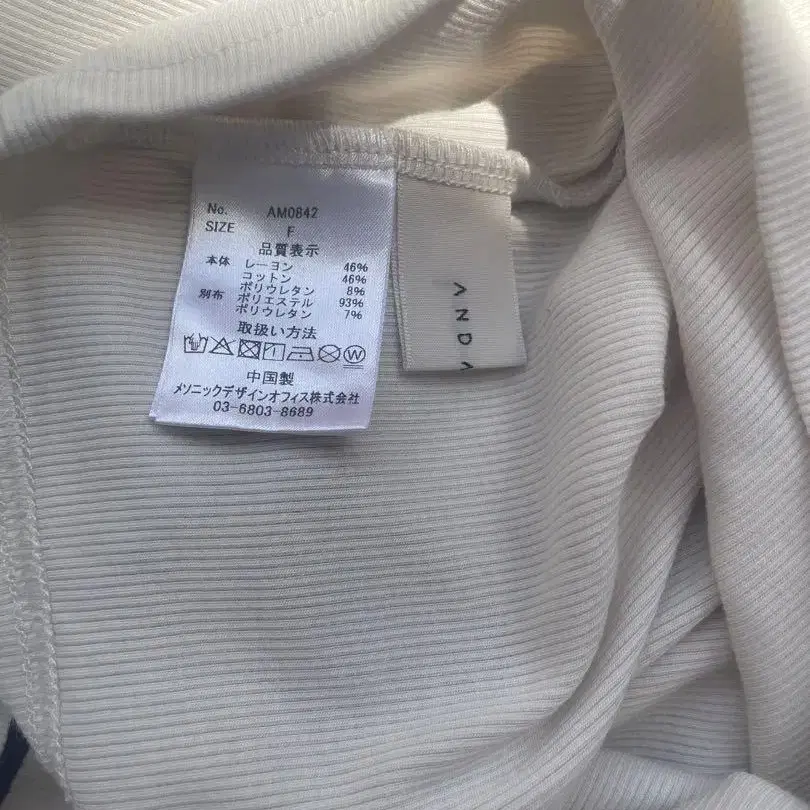 No. AM0842
SIZE F
品質表示
本体 レーヨン 46%
コットン 46%
ポリウレタン 8%
別布 ポリエステル 93%
ポリウレタン 7%
取扱い方法
中国製
メソニックデザインオフィス株式会社
03-6803-8689
AND